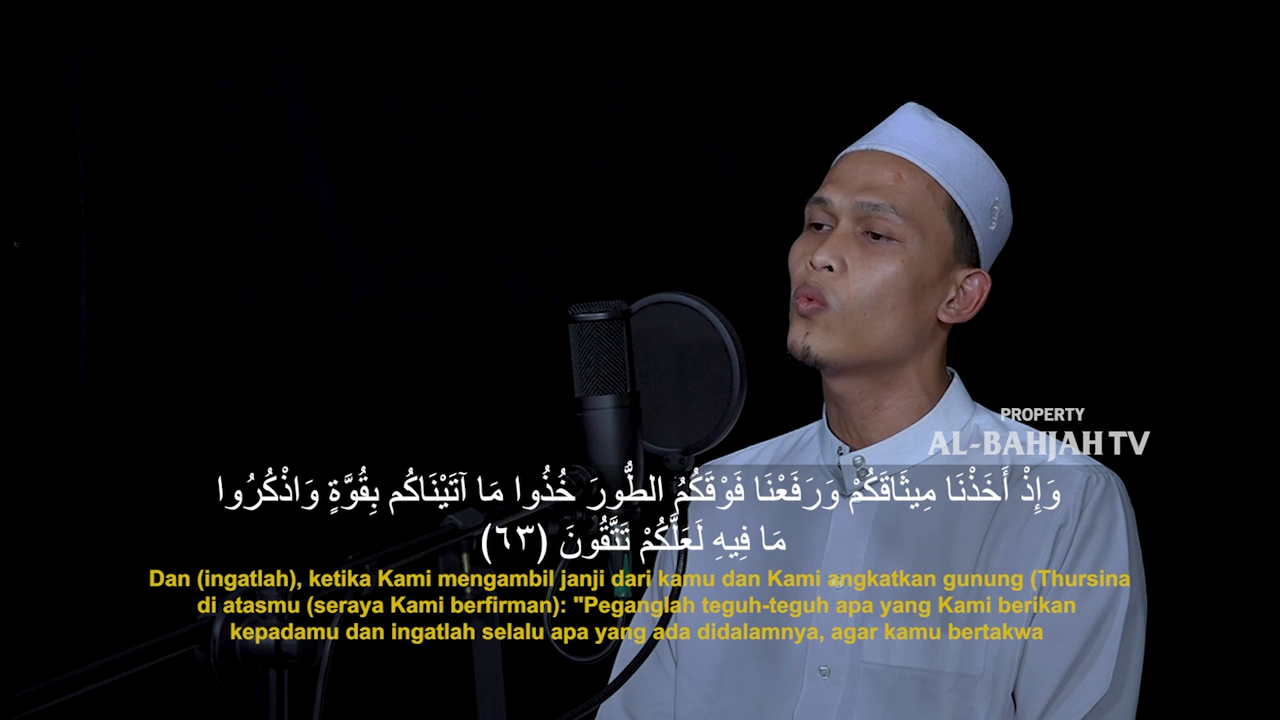 PROPERTY
AL-BAHJAH TV
وَإِذْ أَخَذْنَا مِيثَاقَكُمْ وَرَفَعْنَا فَوْقَكُمُ الطُّورَ خُذُوا مَا آتَيْنَاكُم بِقُوَّةٍ وَاذْكُرُوا
مَا فِيهِ لَعَلَّكُمْ تَتَّقُونَ (٦٣)
Dan (ingatlah), ketika Kami mengambil janji dari kamu dan Kami angkatkan gunung (Thursina
di atasmu (seraya Kami berfirman): "Peganglah teguh-teguh apa yang Kami berikan
kepadamu dan ingatlah selalu apa yang ada didalamnya, agar kamu bertakwa